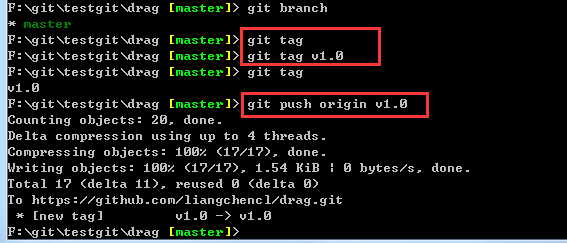 F:\git\testgit\drag [master]> git branch
* master
F:\git\testgit\drag [master]> git tag
F:\git\testgit\drag [master]> git tag v1.0
F:\git\testgit\drag [master]> git tag
v1.0
F:\git\testgit\drag [master]> git push origin v1.0
Counting objects: 20, done.
Delta compression using up to 4 threads.
Compressing objects: 100% (17/17), done.
Writing objects: 100% (17/17), 1.54 KiB ¦ 0 bytes/s, done.
Total 17 (delta 11), reused 0 (delta 0)
To https://github.com/liangchencl/drag.git
 * [new tag]         v1.0 -> v1.0
F:\git\testgit\drag [master]>